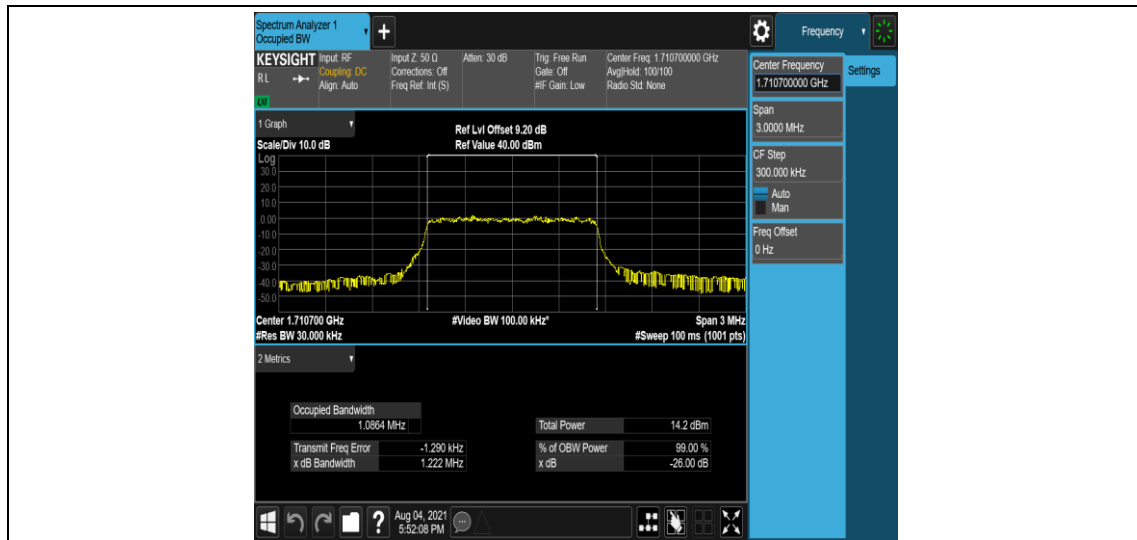 Spectrum Analyzer 1
Occupied BW
+
Frequency
KEYSIGHT
RL
LNI
Input: RF
Coupling: DC
Align: Auto
Input Z: 50 Ω
Corrections: Off
Freq Ref: Int (S)
Atten: 30 dB
Trig: Free Run
Gate: Off
#IF Gain: Low
Center Freq: 1.710700000 GHz
Avg|Hold: 100/100
Radio Std: None
Center Frequency
1.710700000 GHz
Settings
Span
3.0000 MHz
CF Step
300.000 kHz
Auto
Man
Freq Offset
0 Hz
1 Graph
Ref Lvl Offset 9.20 dB
Scale/Div 10.0 dB
Ref Value 40.00 dBm
Log
30.0
20.0
10.0
0.00
-10.0
-20.0
-30.0
-40.0
-50.0
Center 1.710700 GHz
#Video BW 100.00 kHz*
Span 3 MHz
#Res BW 30.000 kHz
#Sweep 100 ms (1001 pts)
2 Metrics
Occupied Bandwidth
1.0864 MHz
Total Power 14.2 dBm
Transmit Freq Error -1.290 kHz
% of OBW Power 99.00 %
x dB Bandwidth 1.222 MHz
x dB -26.00 dB
?
Aug 04, 2021
5:52:08 PM